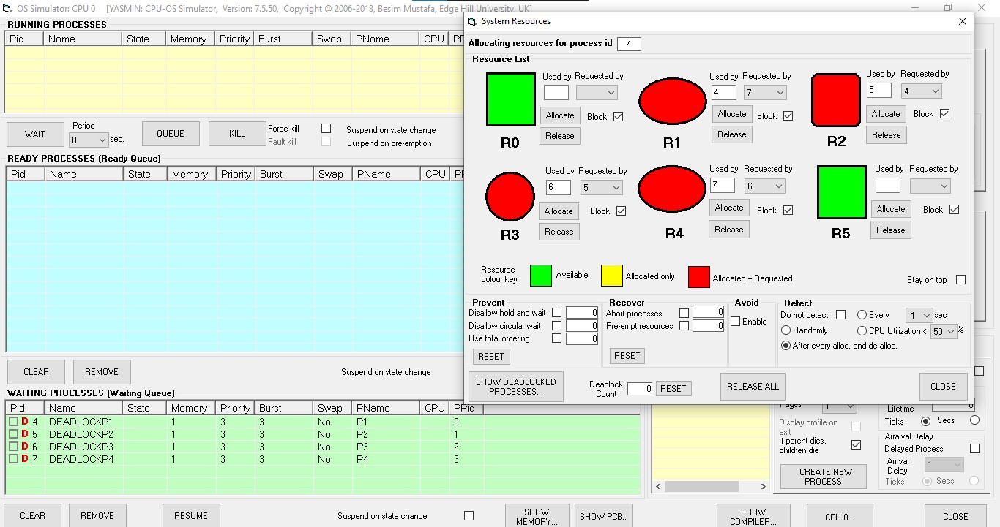 OS Simulator: CPU 0 [YASMIN: CPU-OS Simulator, Version: 7.5.50, Copyright @ 2006-2013, Besim Mustafa, Edge Hill University, UK]
RUNNING PROCESSES
Pid Name State Memory Priority Burst Swap PName CPU
WAIT
Period
0 sec.
QUEUE
KILL
Force kill
Fault kill
Suspend on state change
Suspend on pre-emption
READY PROCESSES (Ready Queue)
Pid Name State Memory Priority Burst Swap PName CPU
CLEAR
REMOVE
Suspend on state change
WAITING PROCESSES (Waiting Queue)
Pid Name State Memory Priority Burst Swap PName CPU PPid
D 4 DEADLOCKP1 1 3 3 No P1 0
D 5 DEADLOCKP2 1 3 3 No P2 1
D 6 DEADLOCKP3 1 3 3 No P3 2
D 7 DEADLOCKP4 1 3 3 No P4 3
CLEAR
REMOVE
RESUME
Suspend on state change
SHOW
MEMORY...
SHOW PCB..
System Resources
Allocating resources for process id 4
Resource List
Used by Requested by
Allocate Block
Release
R0
Used by Requested by
4 7
Allocate Block
Release
R1
Used by Requested by
5 4
Allocate Block
Release
R2
Used by Requested by
6 5
Allocate Block
Release
R3
Used by Requested by
7 6
Allocate Block
Release
R4
Used by Requested by
Allocate Block
Release
R5
Resource
colour key:
Available
Allocated only
Allocated + Requested
Stay on top
Prevent
Disallow hold and wait 0
Disallow circular wait 0
Use total ordering 0
RESET
Recover
Abort processes 0
Pre-empt resources 0
RESET
Avoid
Enable
Detect
Do not detect Every 1 sec
Randomly CPU Utilization < 50 %
After every alloc. and de-alloc.
SHOW DEADLOCKED
PROCESSES...
Deadlock
Count 0 RESET
RELEASE ALL
CLOSE
Pages 1
Display profile on
exit
If parent dies,
children die
CREATE NEW
PROCESS
Lifetime 0
Ticks Secs
Arraival Delay
Delayed Process
Arrival
Delay 1
Ticks Secs
SHOW
COMPILER...
CPU 0...
CLOSE